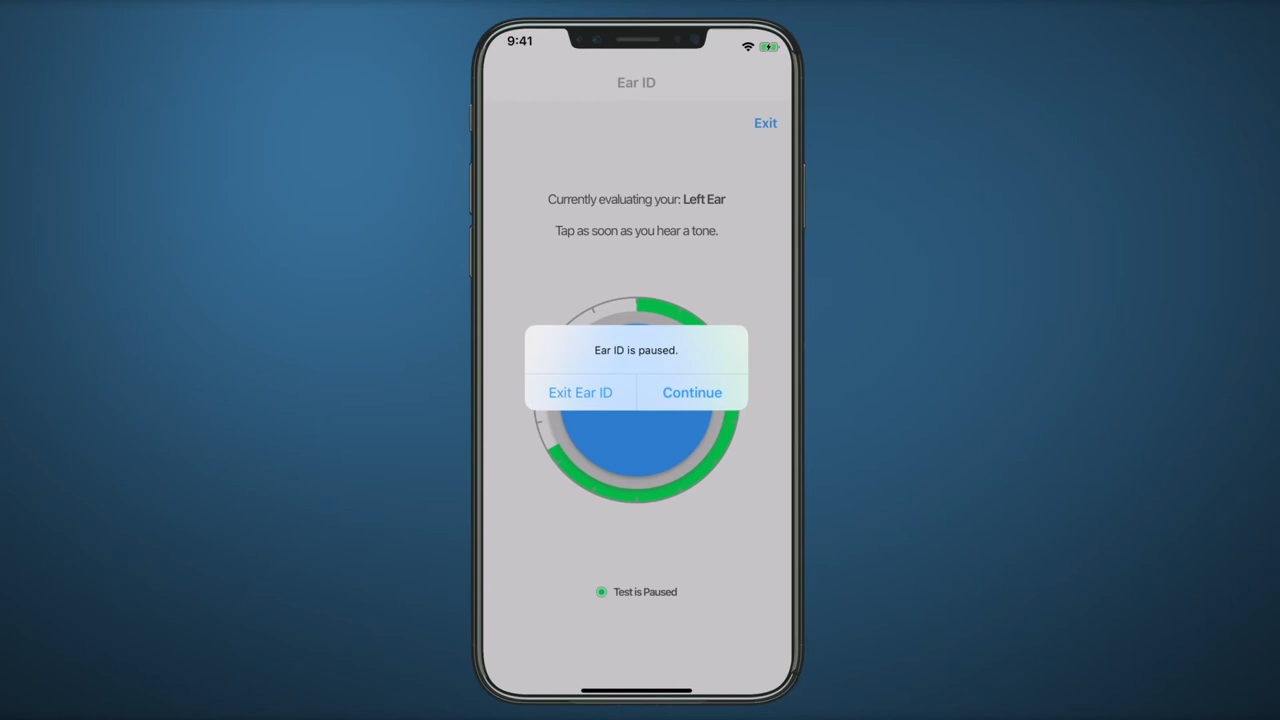 9:41
Ear ID
Exit
Currently evaluating your: Left Ear
Tap as soon as you hear a tone.
Ear ID is paused.
Exit Ear ID Continue
Test is Paused